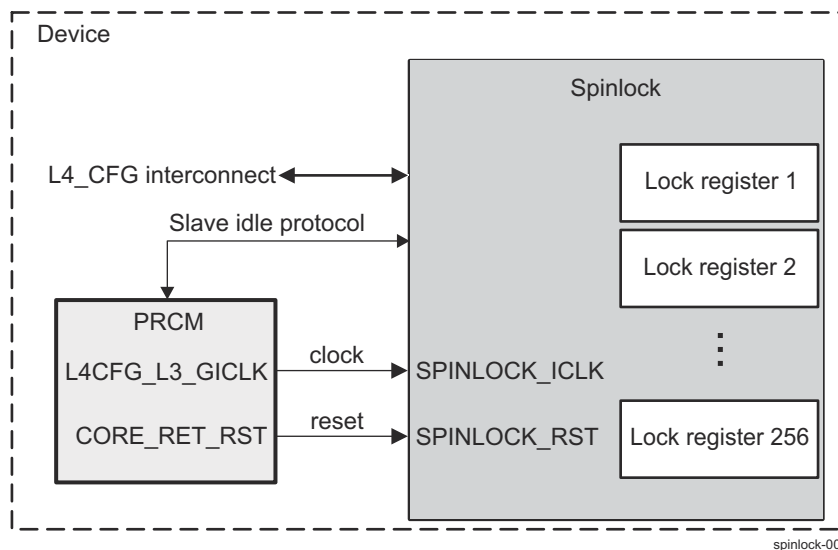 Device
Spinlock
L4_CFG interconnect
Lock register 1
Slave idle protocol
Lock register 2
PRCM
L4CFG_L3_GICLK
clock
SPINLOCK_ICLK
CORE_RET_RST
reset
SPINLOCK_RST
Lock register 256